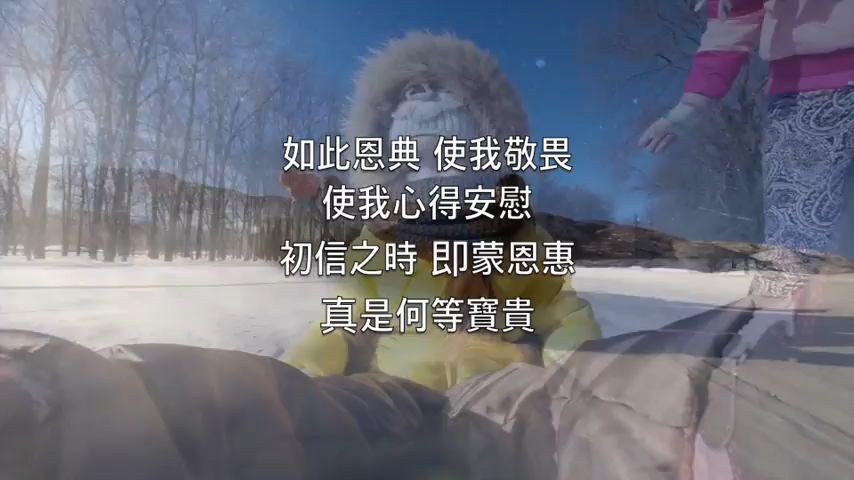 如此恩典 使我敬畏
使我心得安慰
初信之時 即蒙恩惠
真是何等寶貴